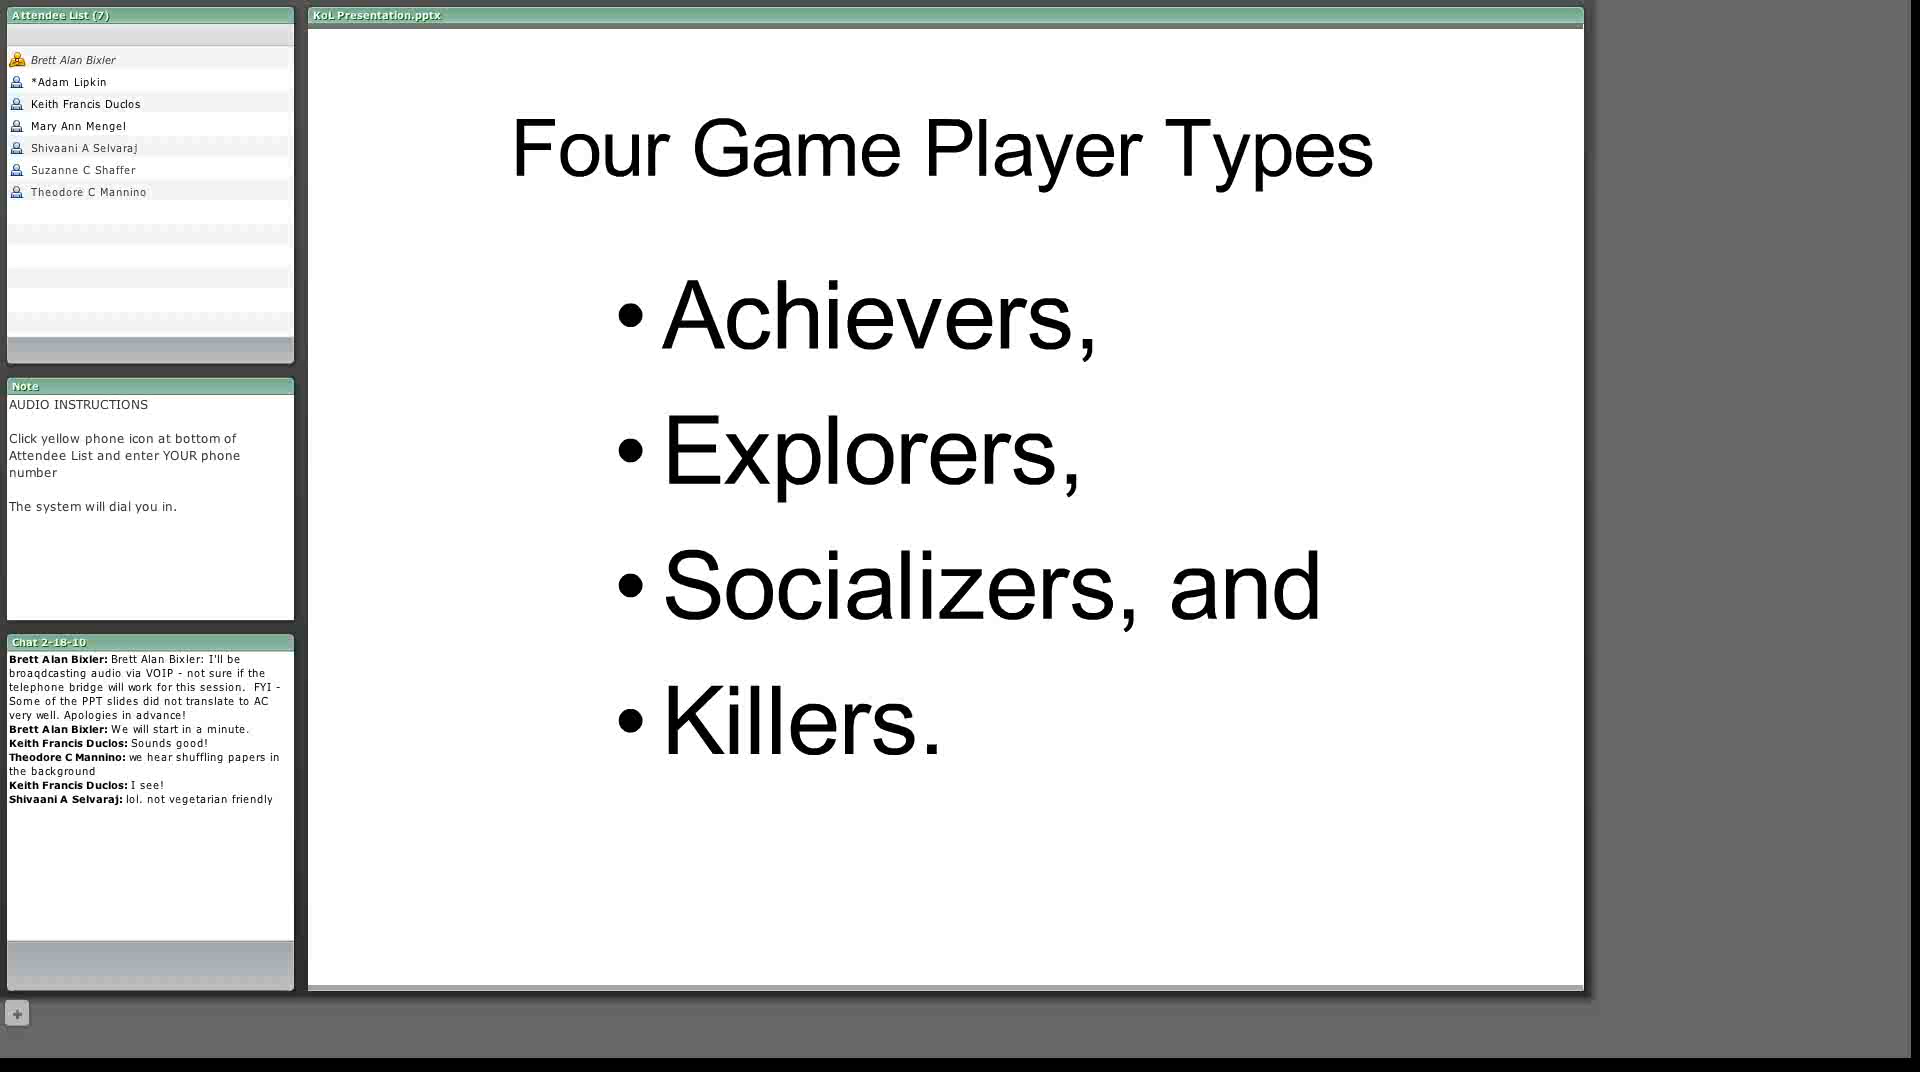 Attendee List (7)
Brett Alan Bixler
*Adam Lipkin
Keith Francis Duclos
Mary Ann Mengel
Shivaani A Selvaraj
Suzanne C Shaffer
Theodore C Mannino
Note
AUDIO INSTRUCTIONS
Click yellow phone icon at bottom of
Attendee List and enter YOUR phone
number
The system will dial you in.
Chat 2-18-10
Brett Alan Bixler: Brett Alan Bixler: I'll be
broaqdcasting audio via VOIP - not sure if the
telephone bridge will work for this session.  FYI -
Some of the PPT slides did not translate to AC
very well. Apologies in advance!
Brett Alan Bixler: We will start in a minute.
Keith Francis Duclos: Sounds good!
Theodore C Mannino: we hear shuffling papers in
the background
Keith Francis Duclos: I see!
Shivaani A Selvaraj: lol. not vegetarian friendly
KoL Presentation.pptx
Four Game Player Types
• Achievers,
• Explorers,
• Socializers, and
• Killers.